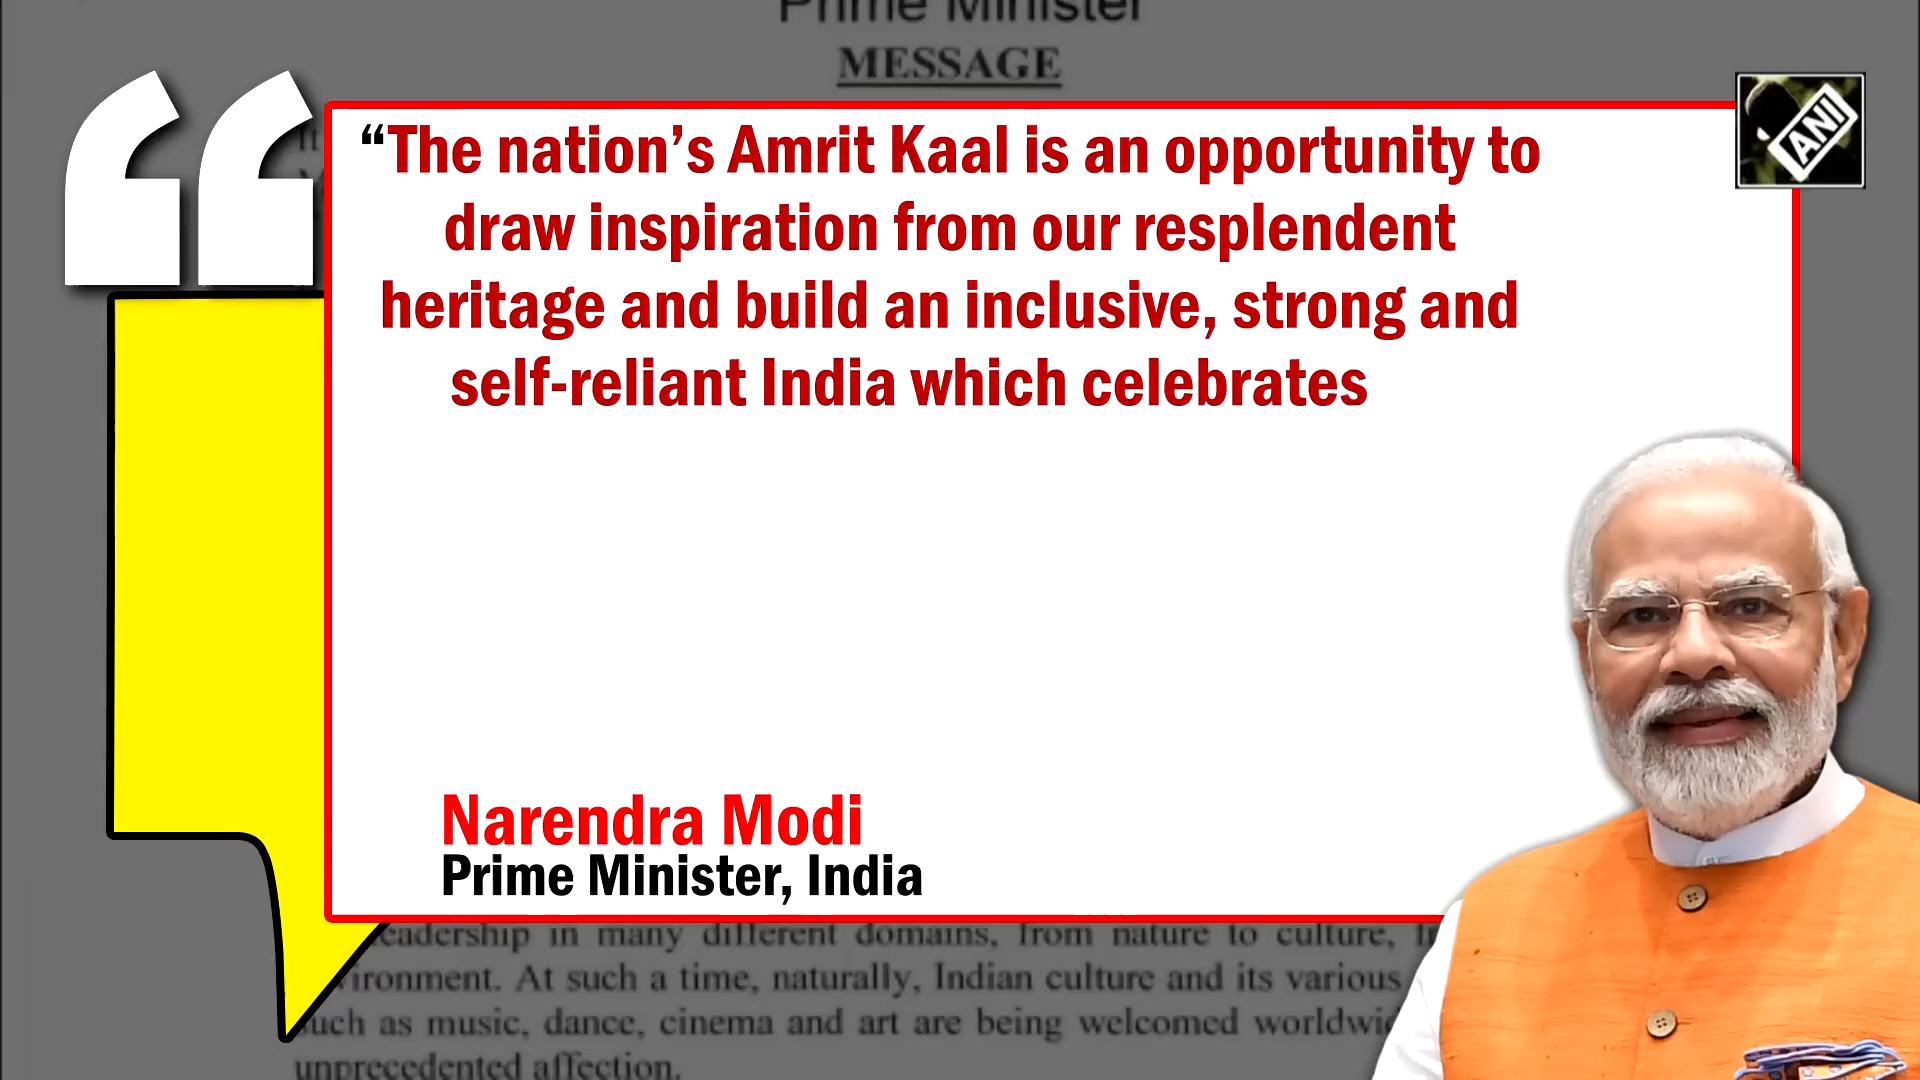 Prime Minister
MESSAGE
ANI
“The nation’s Amrit Kaal is an opportunity to
draw inspiration from our resplendent
heritage and build an inclusive, strong and
self-reliant India which celebrates
Narendra Modi
Prime Minister, India
leadership in many different domains, from nature to culture,
vironment. At such a time, naturally, Indian culture and its various
such as music, dance, cinema and art are being welcomed
unprecedented affection.